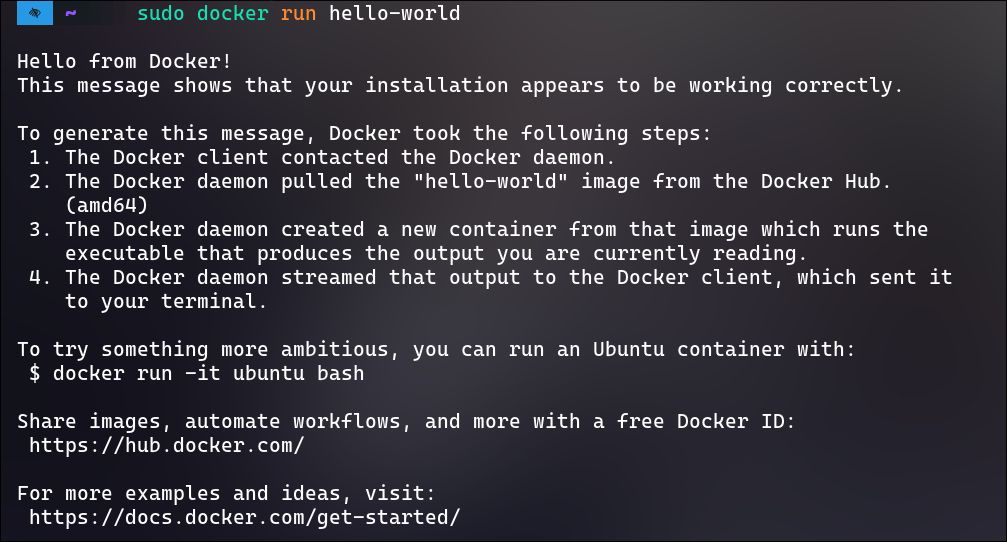 ~ sudo docker run hello-world
Hello from Docker!
This message shows that your installation appears to be working correctly.
To generate this message, Docker took the following steps:
1. The Docker client contacted the Docker daemon.
2. The Docker daemon pulled the "hello-world" image from the Docker Hub.
(amd64)
3. The Docker daemon created a new container from that image which runs the
executable that produces the output you are currently reading.
4. The Docker daemon streamed that output to the Docker client, which sent it
to your terminal.
To try something more ambitious, you can run an Ubuntu container with:
$ docker run -it ubuntu bash
Share images, automate workflows, and more with a free Docker ID:
https://hub.docker.com/
For more examples and ideas, visit:
https://docs.docker.com/get-started/